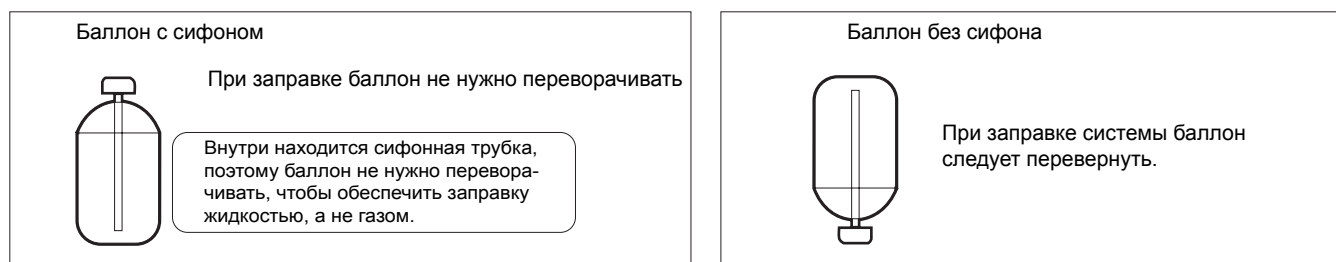 Баллон с сифоном
При заправке баллон не нужно переворачивать
Внутри находится сифонная трубка,
поэтому баллон не нужно перевора-
чивать, чтобы обеспечить заправку
жидкостью, а не газом.
Баллон без сифона
При заправке системы баллон
следует перевернуть.